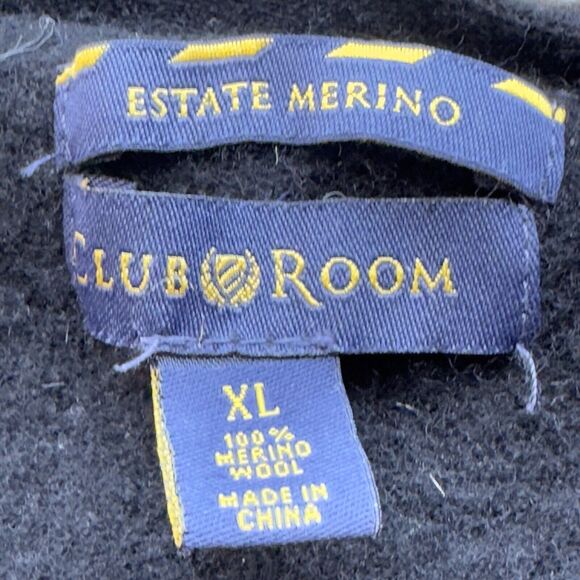 ESTATE MERINO
CLUB ROOM
XL
100%
MERINO
WOOL
MADE IN
CHINA